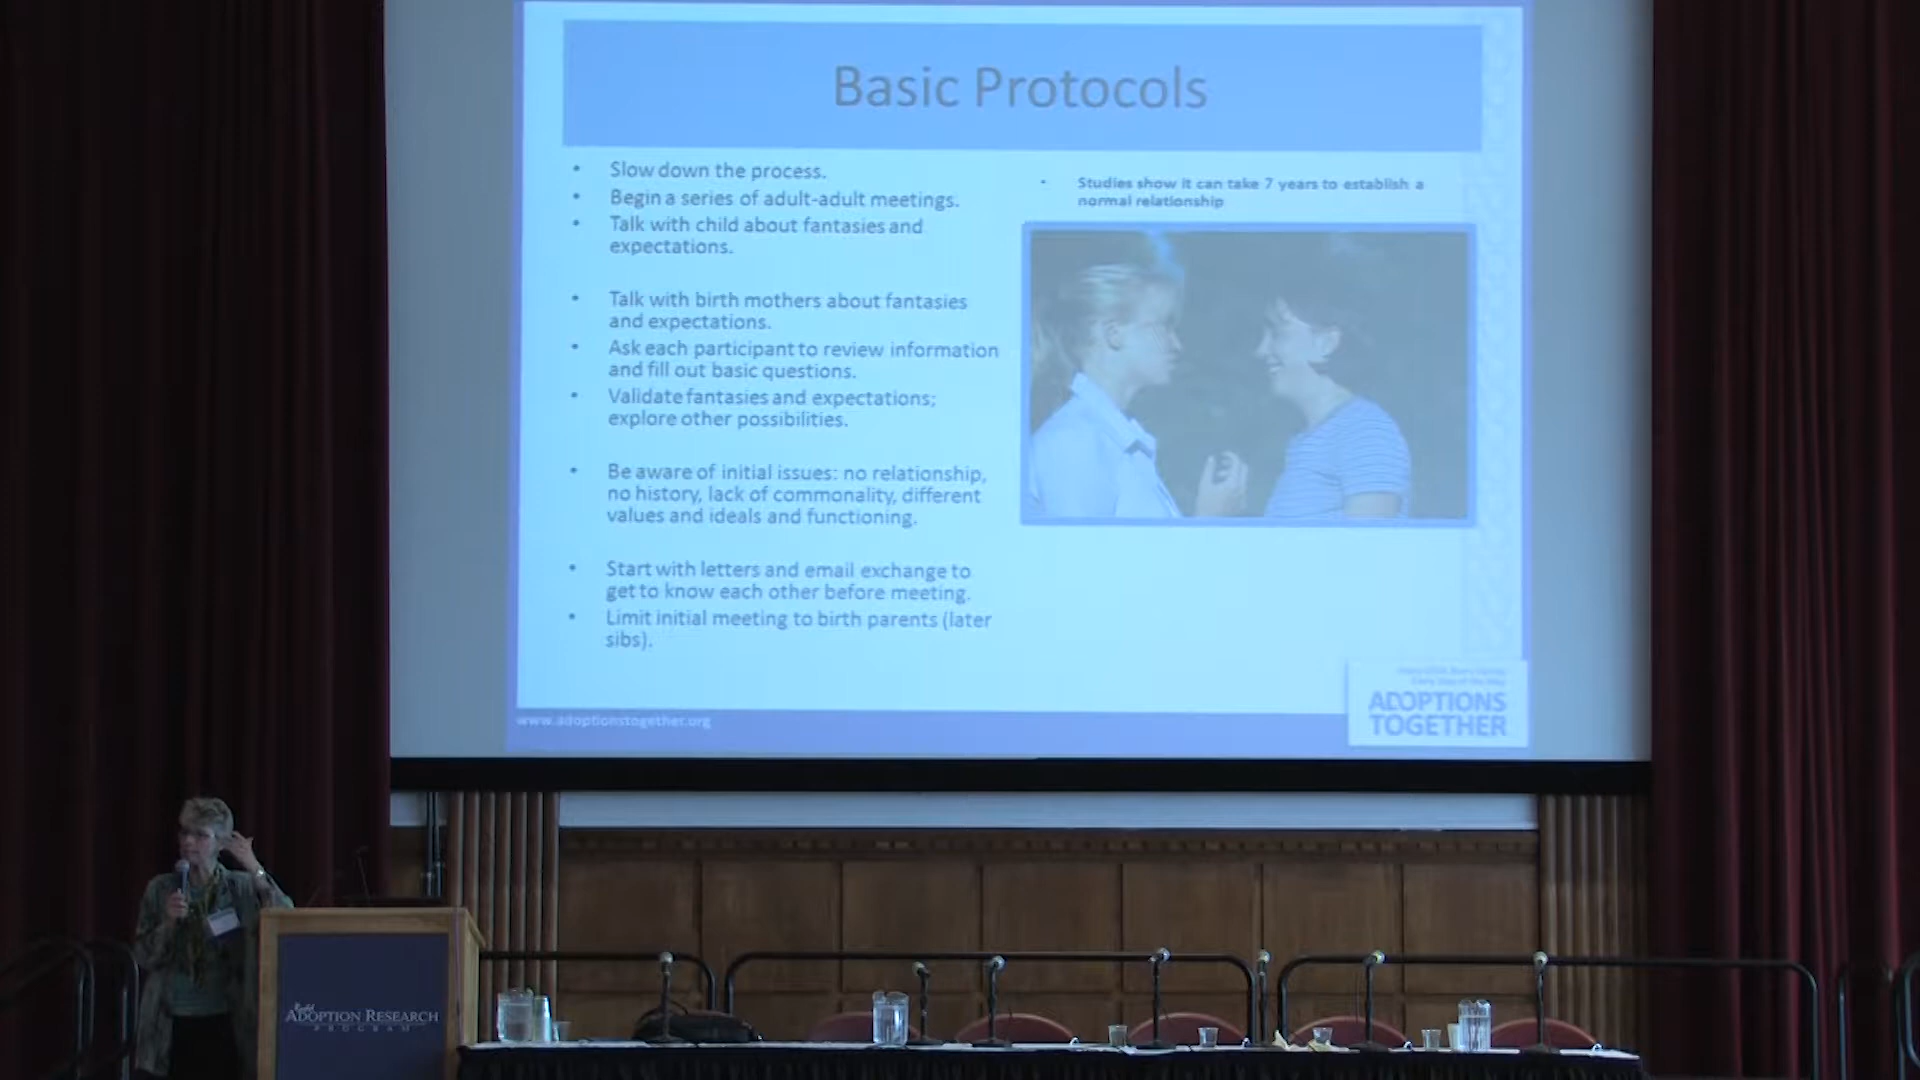 Basic Protocols
• Slow down the process.
• Begin a series of adult-adult meetings.
• Talk with child about fantasies and
expectations.
• Talk with birth mothers about fantasies
and expectations.
• Ask each participant to review information
and fill out basic questions.
• Validate fantasies and expectations;
explore other possibilities.
• Be aware of initial issues: no relationship,
no history, lack of commonality, different
values and ideals and functioning.
• Start with letters and email exchange to
get to know each other before meeting.
• Limit initial meeting to birth parents (later
sibs).
• Studies show it can take 7 years to establish a
normal relationship
www.adoptionstogether.org
ADOPTIONS
TOGETHER
ADOPTION RESEARCH
PROGRAM